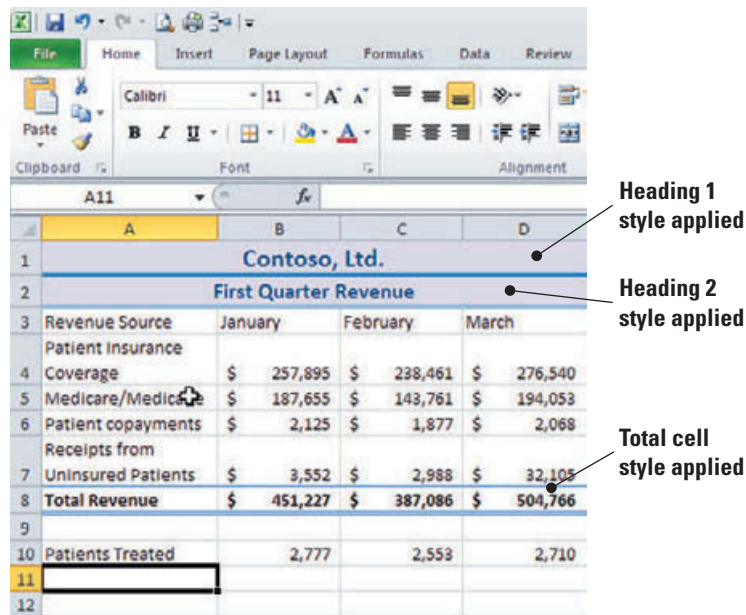 File Home Insert Page Layout Formulas Data Review
Calibri 11 A A
Paste B I U A
Clipboard Font Alignment
A11 fx
A B C D
1 Contoso, Ltd.
2 First Quarter Revenue
3 Revenue Source January February March
Patient Insurance
4 Coverage $ 257,895 $ 238,461 $ 276,540
5 Medicare/Medicare $ 187,655 $ 143,761 $ 194,053
6 Patient copayments $ 2,125 $ 1,877 $ 2,068
Receipts from
7 Uninsured Patients $ 3,552 $ 2,988 $ 32,105
8 Total Revenue $ 451,227 $ 387,086 $ 504,766
9
10 Patients Treated 2,777 2,553 2,710
11
12
Heading 1
style applied
Heading 2
style applied
Total cell
style applied